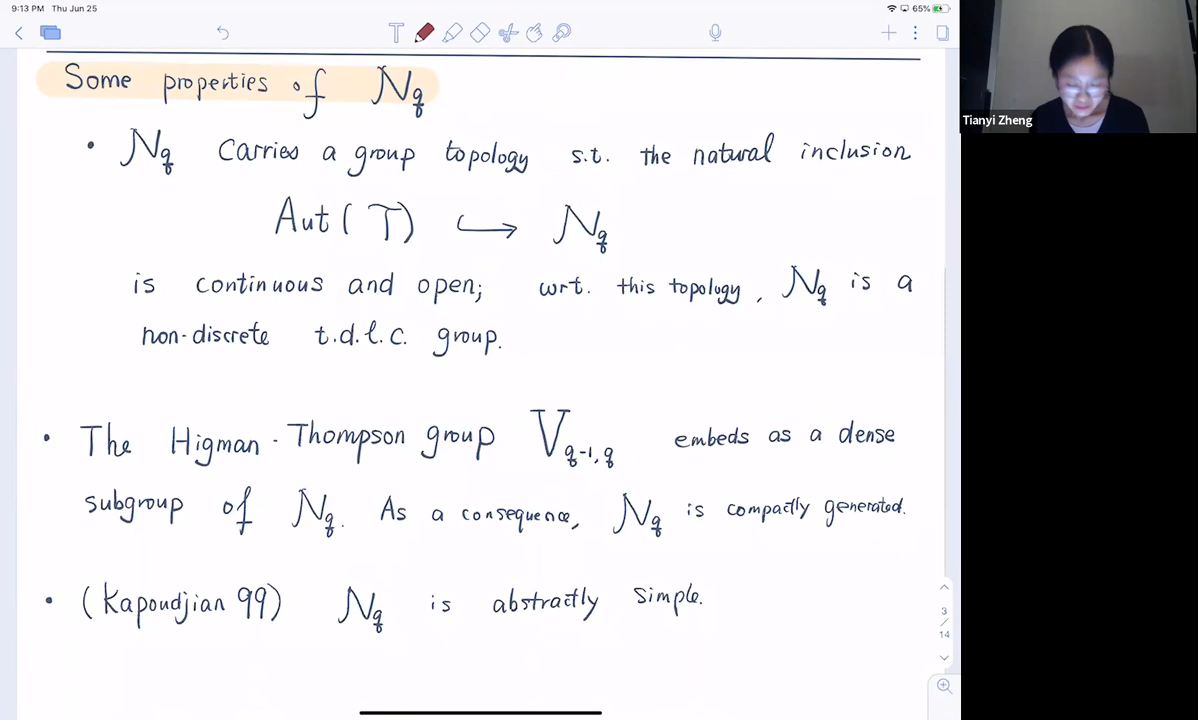 9:13 PM Thu Jun 25
65%
Some properties of N_q
• N_q carries a group topology s.t. the natural inclusion
Aut(T) ↪ N_q
is continuous and open; wrt. this topology, N_q is a
non-discrete t.d.l.c. group.
• The Higman-Thompson group V_{q-1,q} embeds as a dense
subgroup of N_q. As a consequence, N_q is compactly generated.
• (Kapoudjian 99) N_q is abstractly simple.
3
/
14
Tianyi Zheng